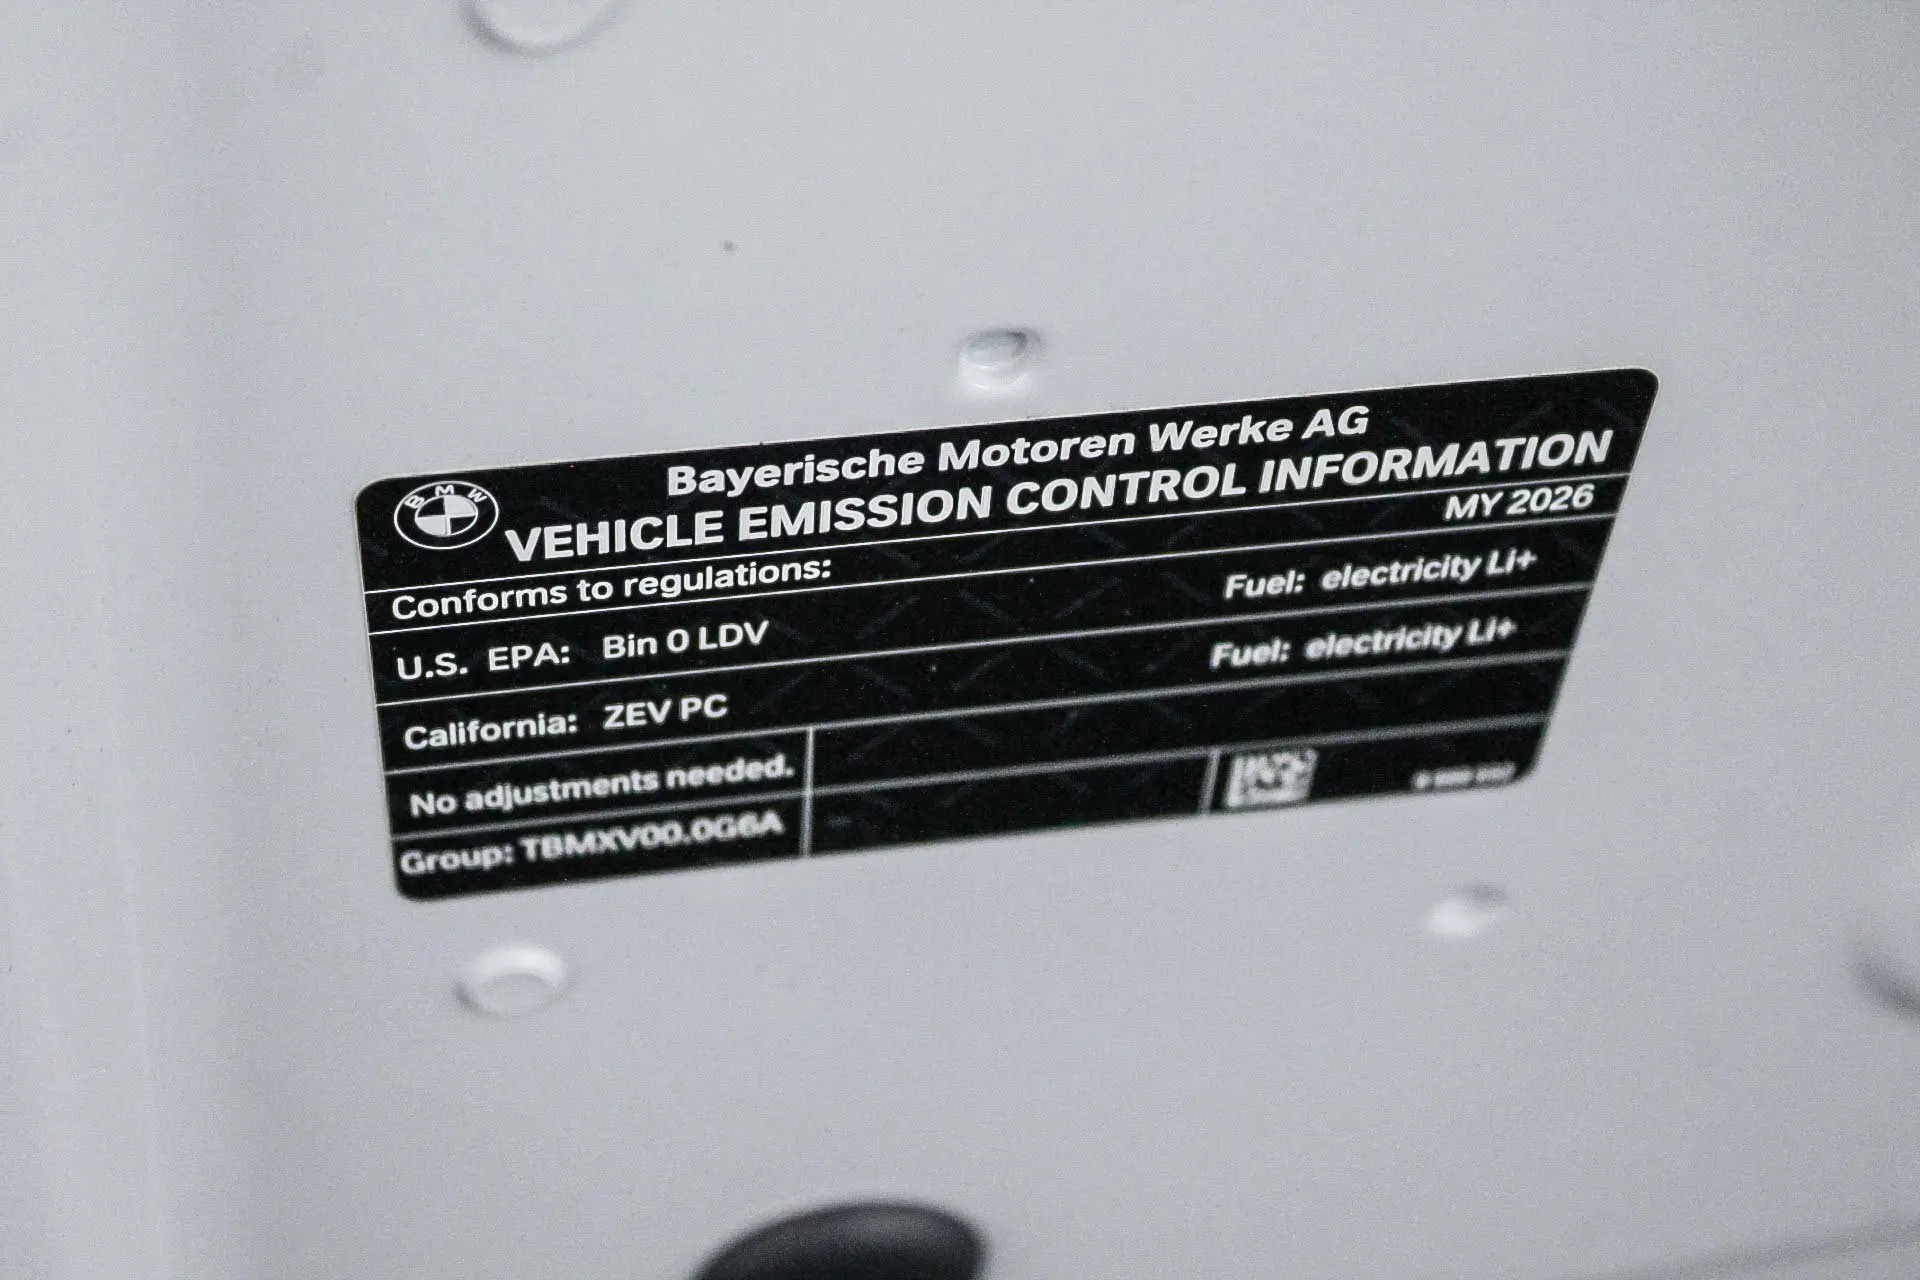 BMW
Bayerische Motoren Werke AG
VEHICLE EMISSION CONTROL INFORMATION
MY 2026
Conforms to regulations:
U.S. EPA: Bin 0 LDV Fuel: electricity Li+
California: ZEV PC Fuel: electricity Li+
No adjustments needed.
Group: TBMXV00.0G6A